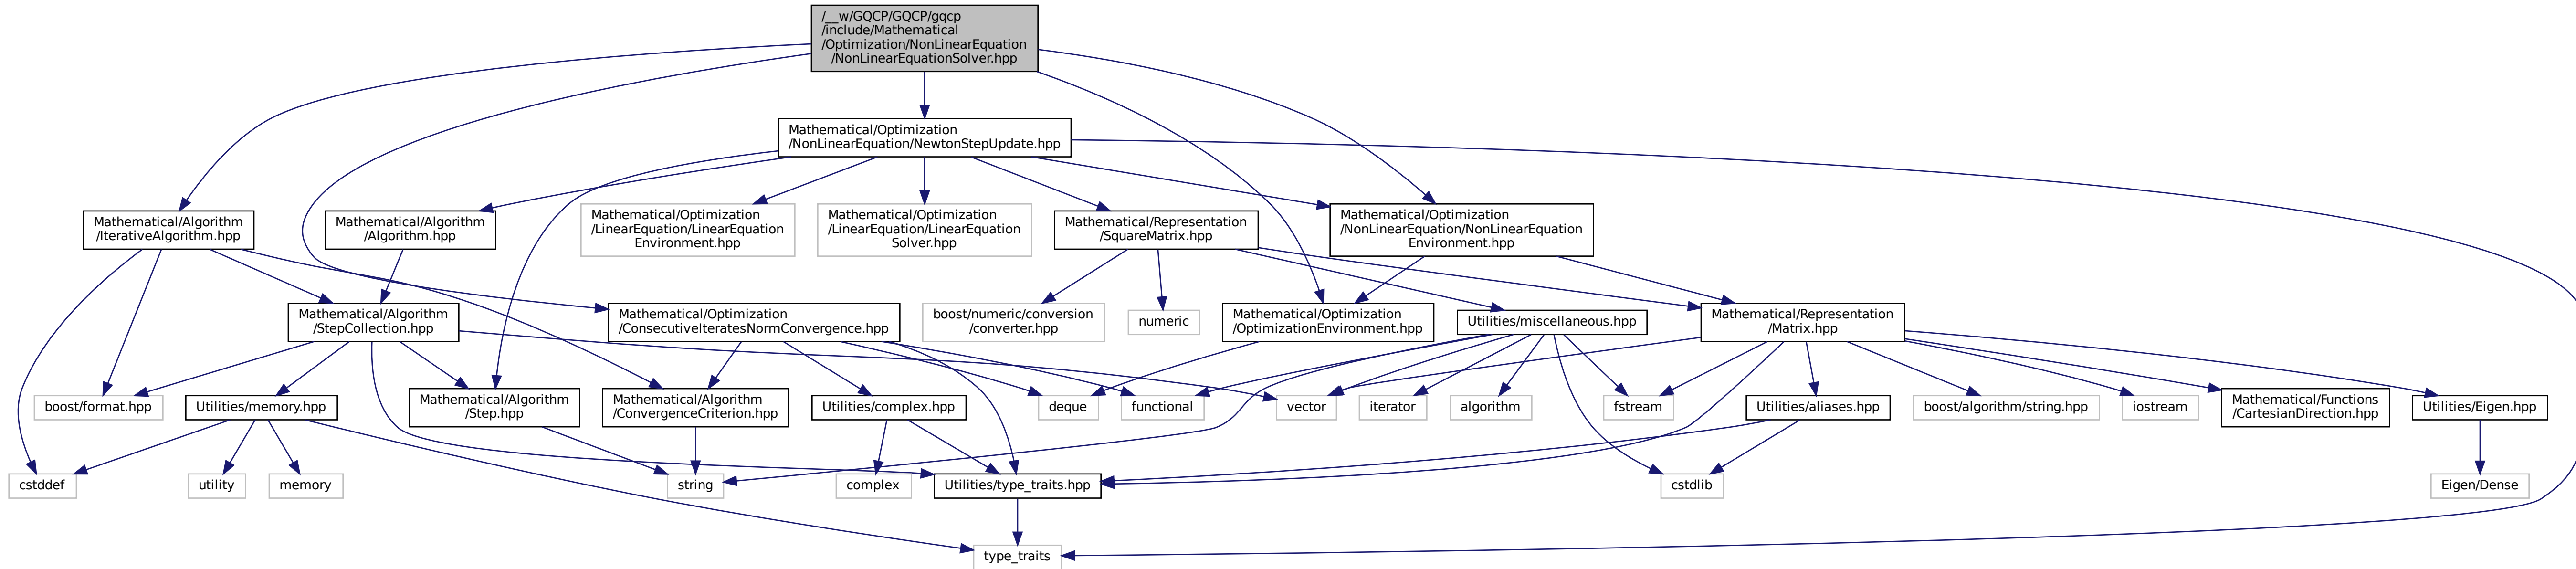 /__w/GQCP/GQCP/gqcp
/include/Mathematical
/Optimization/NonLinearEquation
/NonLinearEquationSolver.hpp
Mathematical/Optimization
/NonLinearEquation/NewtonStepUpdate.hpp
Mathematical/Algorithm
/IterativeAlgorithm.hpp
Mathematical/Algorithm
/Algorithm.hpp
Mathematical/Optimization
/LinearEquation/LinearEquation
Environment.hpp
Mathematical/Optimization
/LinearEquation/LinearEquation
Solver.hpp
Mathematical/Representation
/SquareMatrix.hpp
Mathematical/Optimization
/NonLinearEquation/NonLinearEquation
Environment.hpp
Mathematical/Algorithm
/StepCollection.hpp
Mathematical/Optimization
/ConsecutiveIteratesNormConvergence.hpp
boost/numeric/conversion
/converter.hpp
numeric
Mathematical/Optimization
/OptimizationEnvironment.hpp
Utilities/miscellaneous.hpp
Mathematical/Representation
/Matrix.hpp
boost/format.hpp
Utilities/memory.hpp
Mathematical/Algorithm
/Step.hpp
Mathematical/Algorithm
/ConvergenceCriterion.hpp
Utilities/complex.hpp
deque
functional
vector
iterator
algorithm
fstream
Utilities/aliases.hpp
boost/algorithm/string.hpp
iostream
Mathematical/Functions
/CartesianDirection.hpp
Utilities/Eigen.hpp
cstddef
utility
memory
string
complex
Utilities/type_traits.hpp
cstdlib
Eigen/Dense
type_traits